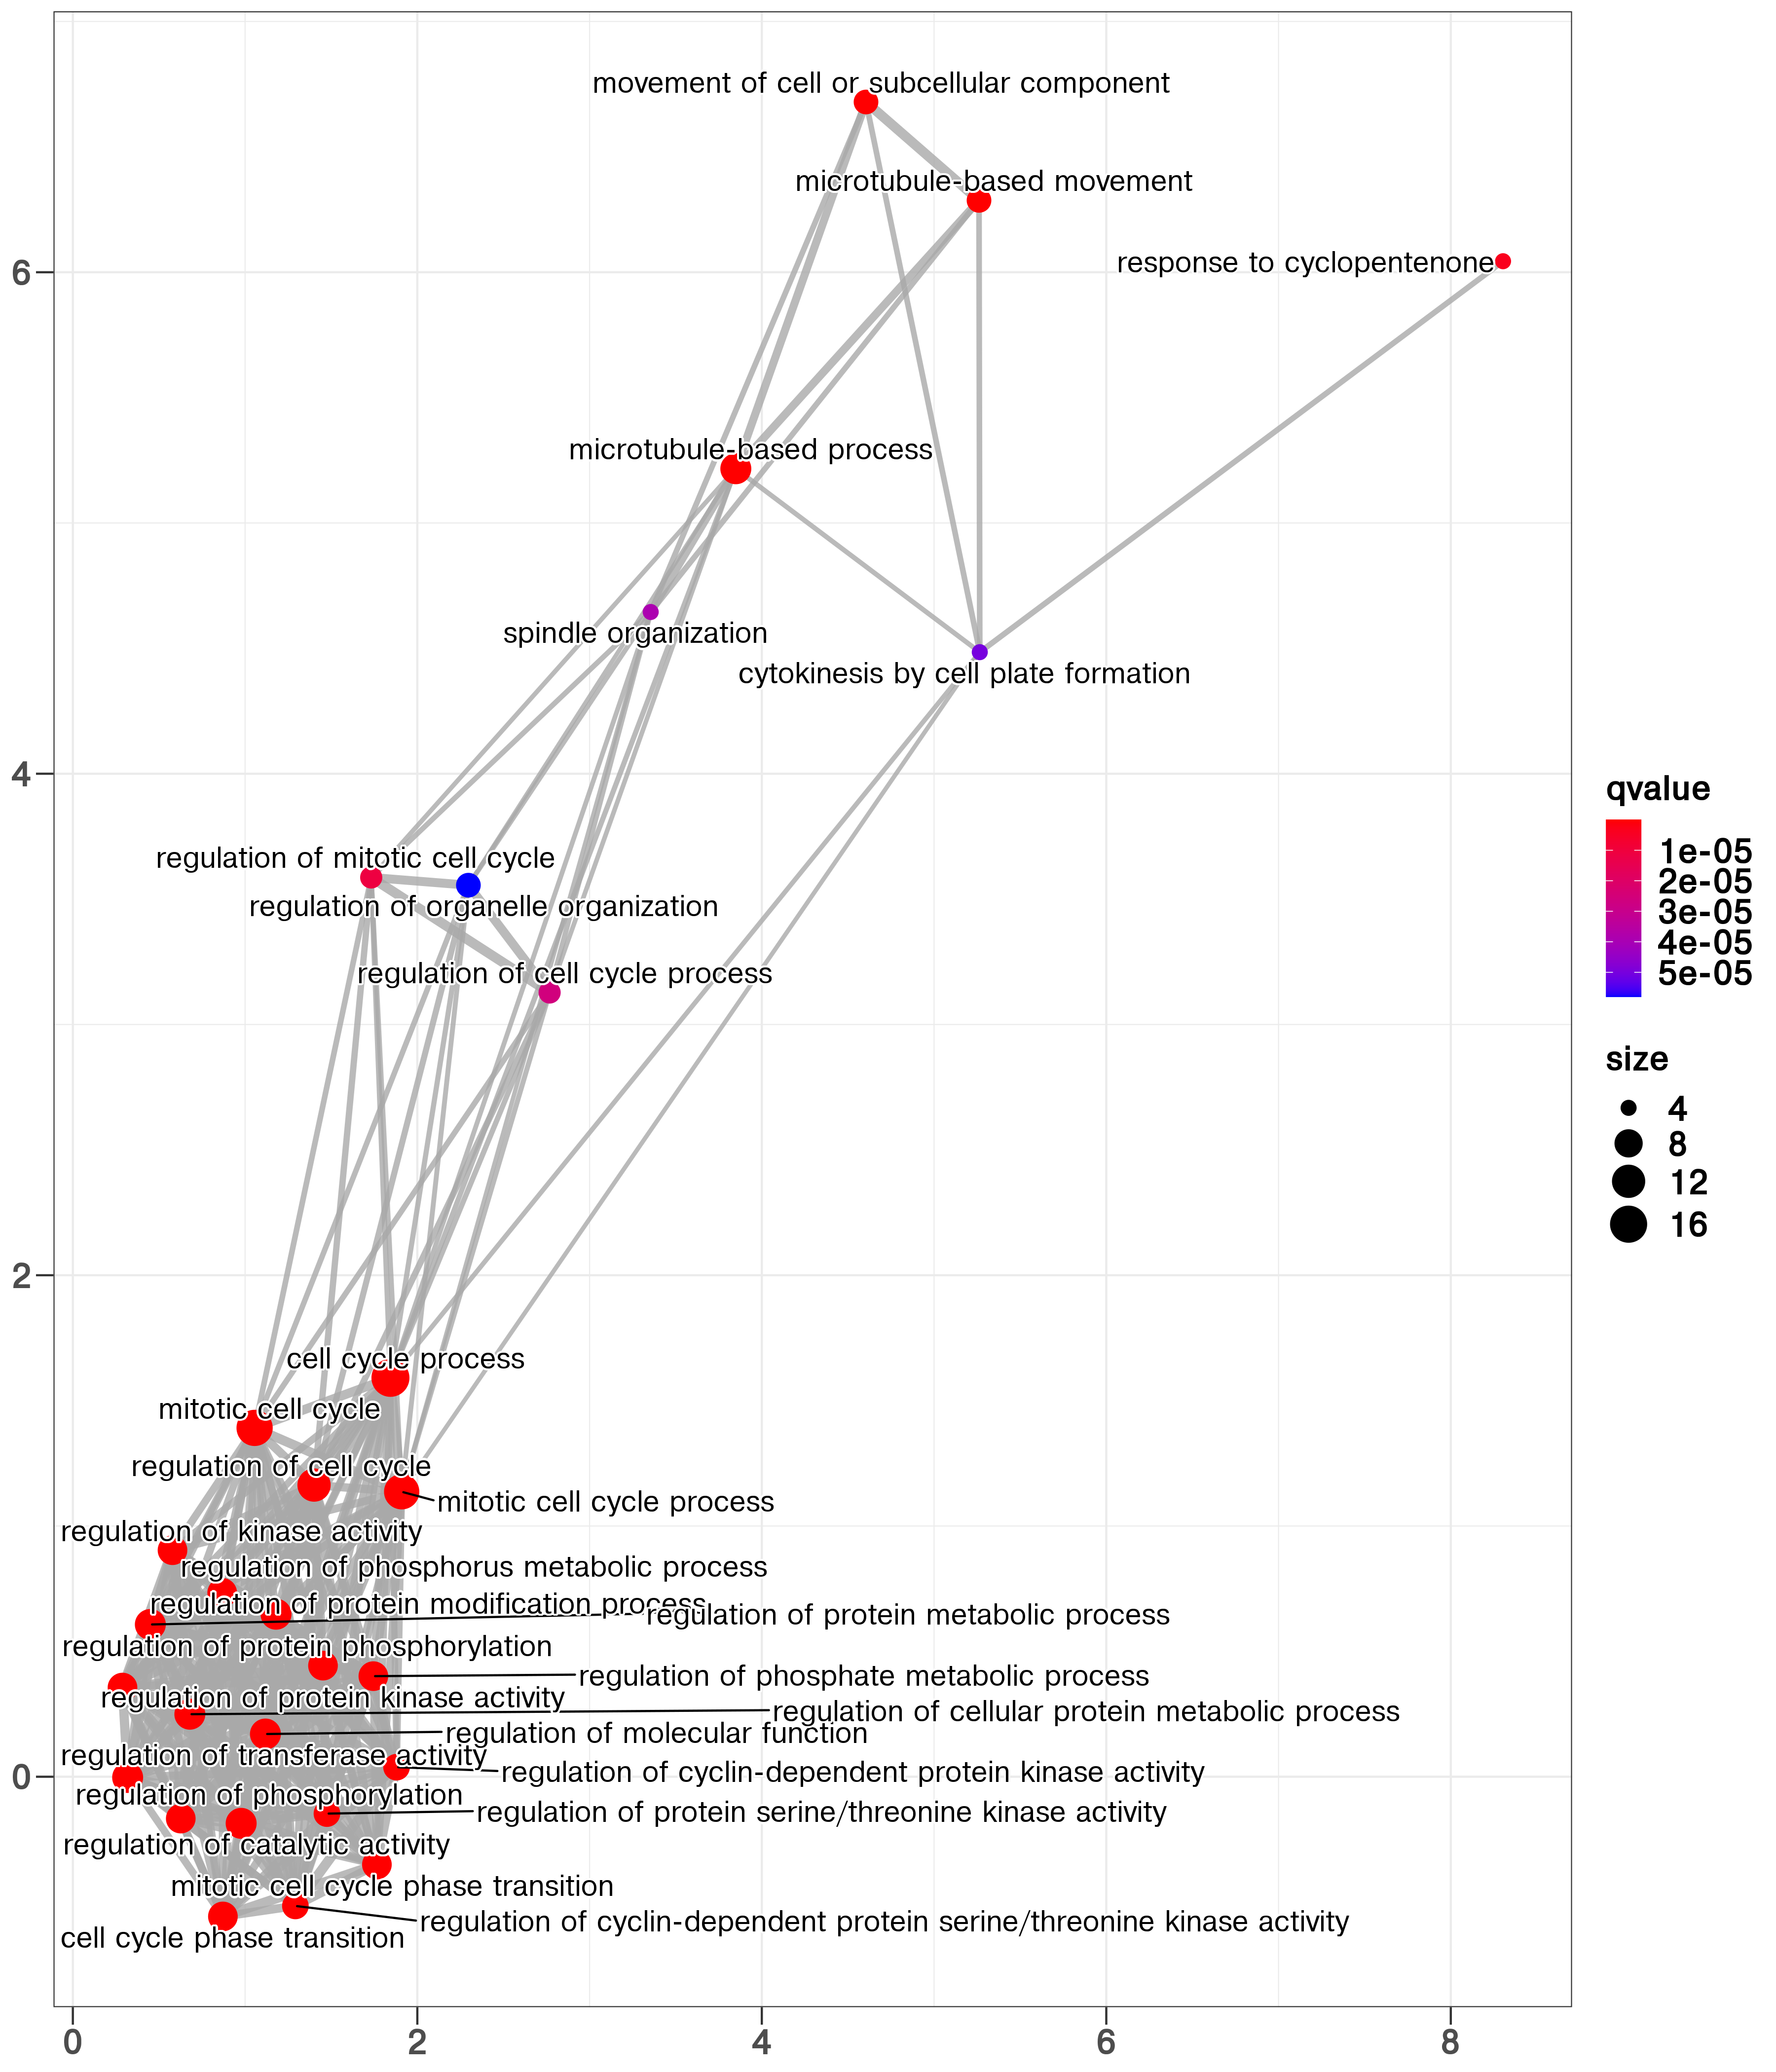 movement of cell or subcellular component
microtubule-based movement
response to cyclopentenone
6
microtubule-based process
spindle organization
cytokinesis by cell plate formation
4
regulation of mitotic cell cycle
regulation of organelle organization
regulation of cell cycle process
2
cell cycle process
mitotic cell cycle
regulation of cell cycle
mitotic cell cycle process
regulation of kinase activity
regulation of phosphorus metabolic process
regulation of protein modification process
regulation of protein metabolic process
regulation of protein phosphorylation
regulation of phosphate metabolic process
regulation of protein kinase activity
regulation of cellular protein metabolic process
regulation of molecular function
regulation of transferase activity
regulation of cyclin-dependent protein kinase activity
0
regulation of phosphorylation
regulation of protein serine/threonine kinase activity
regulation of catalytic activity
mitotic cell cycle phase transition
regulation of cyclin-dependent protein serine/threonine kinase activity
cell cycle phase transition
0 2 4 6 8
qvalue
1e-05
2e-05
3e-05
4e-05
5e-05
size
4
8
12
16